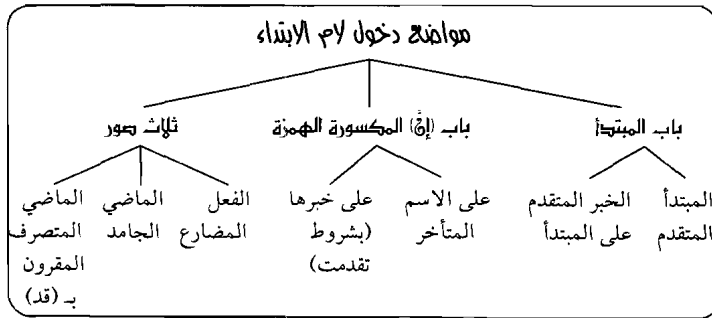 مواضع دخول لام الابتداء
باب المبتدأ
باب (إنَّ) المكسورة الهمزة
ثلاث صور
المبتدأ
المتقدم
الخبر المتقدم
على المبتدأ
على الاسم
المتأخر
على خبرها
(بشروط
تقدمت)
الفعل
المضارع
الماضي
الجامد
الماضي
المتصرف
المقرون
بـ (قد)